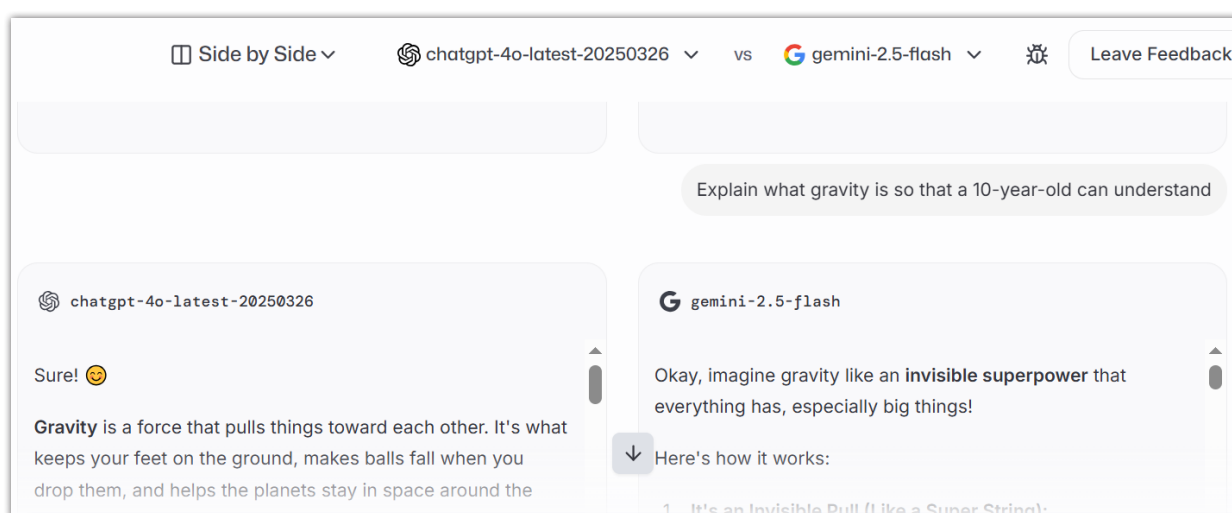 Side by Side chatgpt-4o-latest-20250326 vs gemini-2.5-flash Leave Feedback
Explain what gravity is so that a 10-year-old can understand
chatgpt-4o-latest-20250326
Sure! 😊
Gravity is a force that pulls things toward each other. It's what
keeps your feet on the ground, makes balls fall when you
drop them, and helps the planets stay in space around the
gemini-2.5-flash
Okay, imagine gravity like an invisible superpower that
everything has, especially big things!
Here's how it works:
1. It's an Invisible Pull (Like a Super String):